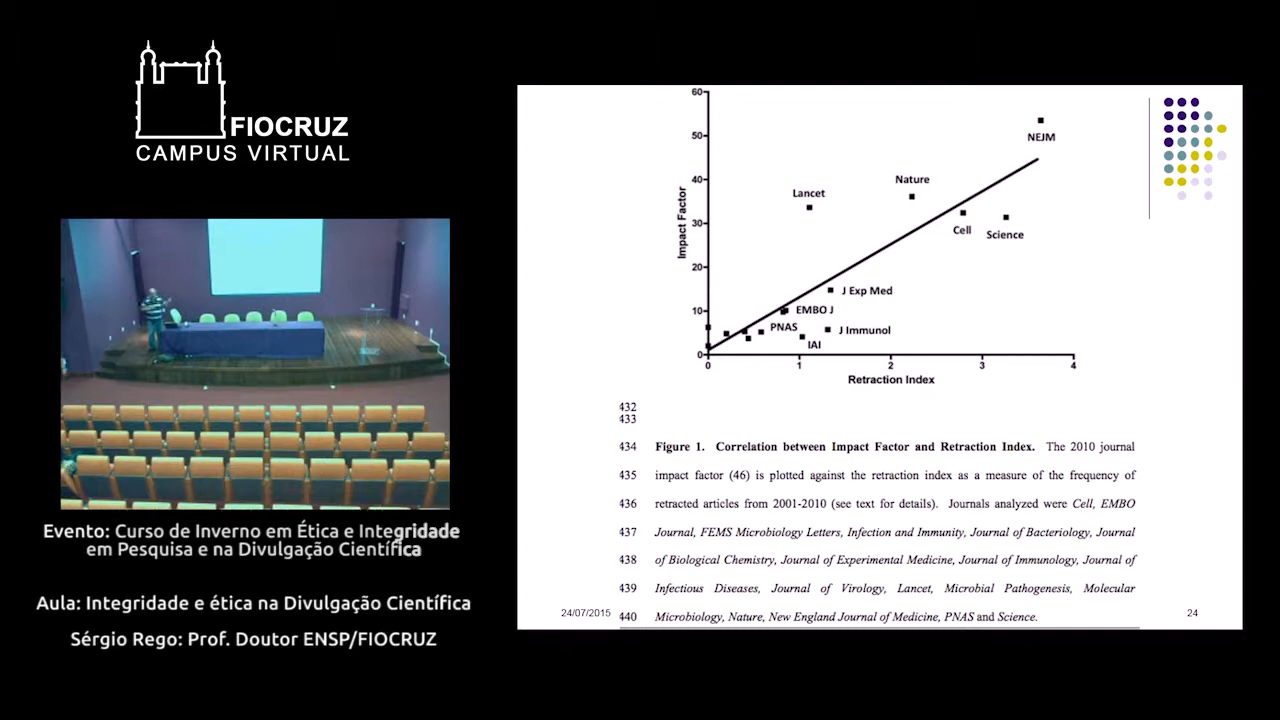 FIOCRUZ
CAMPUS VIRTUAL
Evento: Curso de Inverno em Ética e Integridade
em Pesquisa e na Divulgação Científica
Aula: Integridade e ética na Divulgação Científica
Sérgio Rego: Prof. Doutor ENSP/FIOCRUZ
60
50
40
30
20
10
0
Impact Factor
NEJM
Nature
Lancet
Cell
Science
J Exp Med
EMBO J
PNAS
J Immunol
IAI
0 1 2 3 4
Retraction Index
432
433
434 Figure 1. Correlation between Impact Factor and Retraction Index. The 2010 journal
435 impact factor (46) is plotted against the retraction index as a measure of the frequency of
436 retracted articles from 2001-2010 (see text for details). Journals analyzed were Cell, EMBO
437 Journal, FEMS Microbiology Letters, Infection and Immunity, Journal of Bacteriology, Journal
438 of Biological Chemistry, Journal of Experimental Medicine, Journal of Immunology, Journal of
439 Infectious Diseases, Journal of Virology, Lancet, Microbial Pathogenesis, Molecular
440 Microbiology, Nature, New England Journal of Medicine, PNAS and Science.
24/07/2015
24